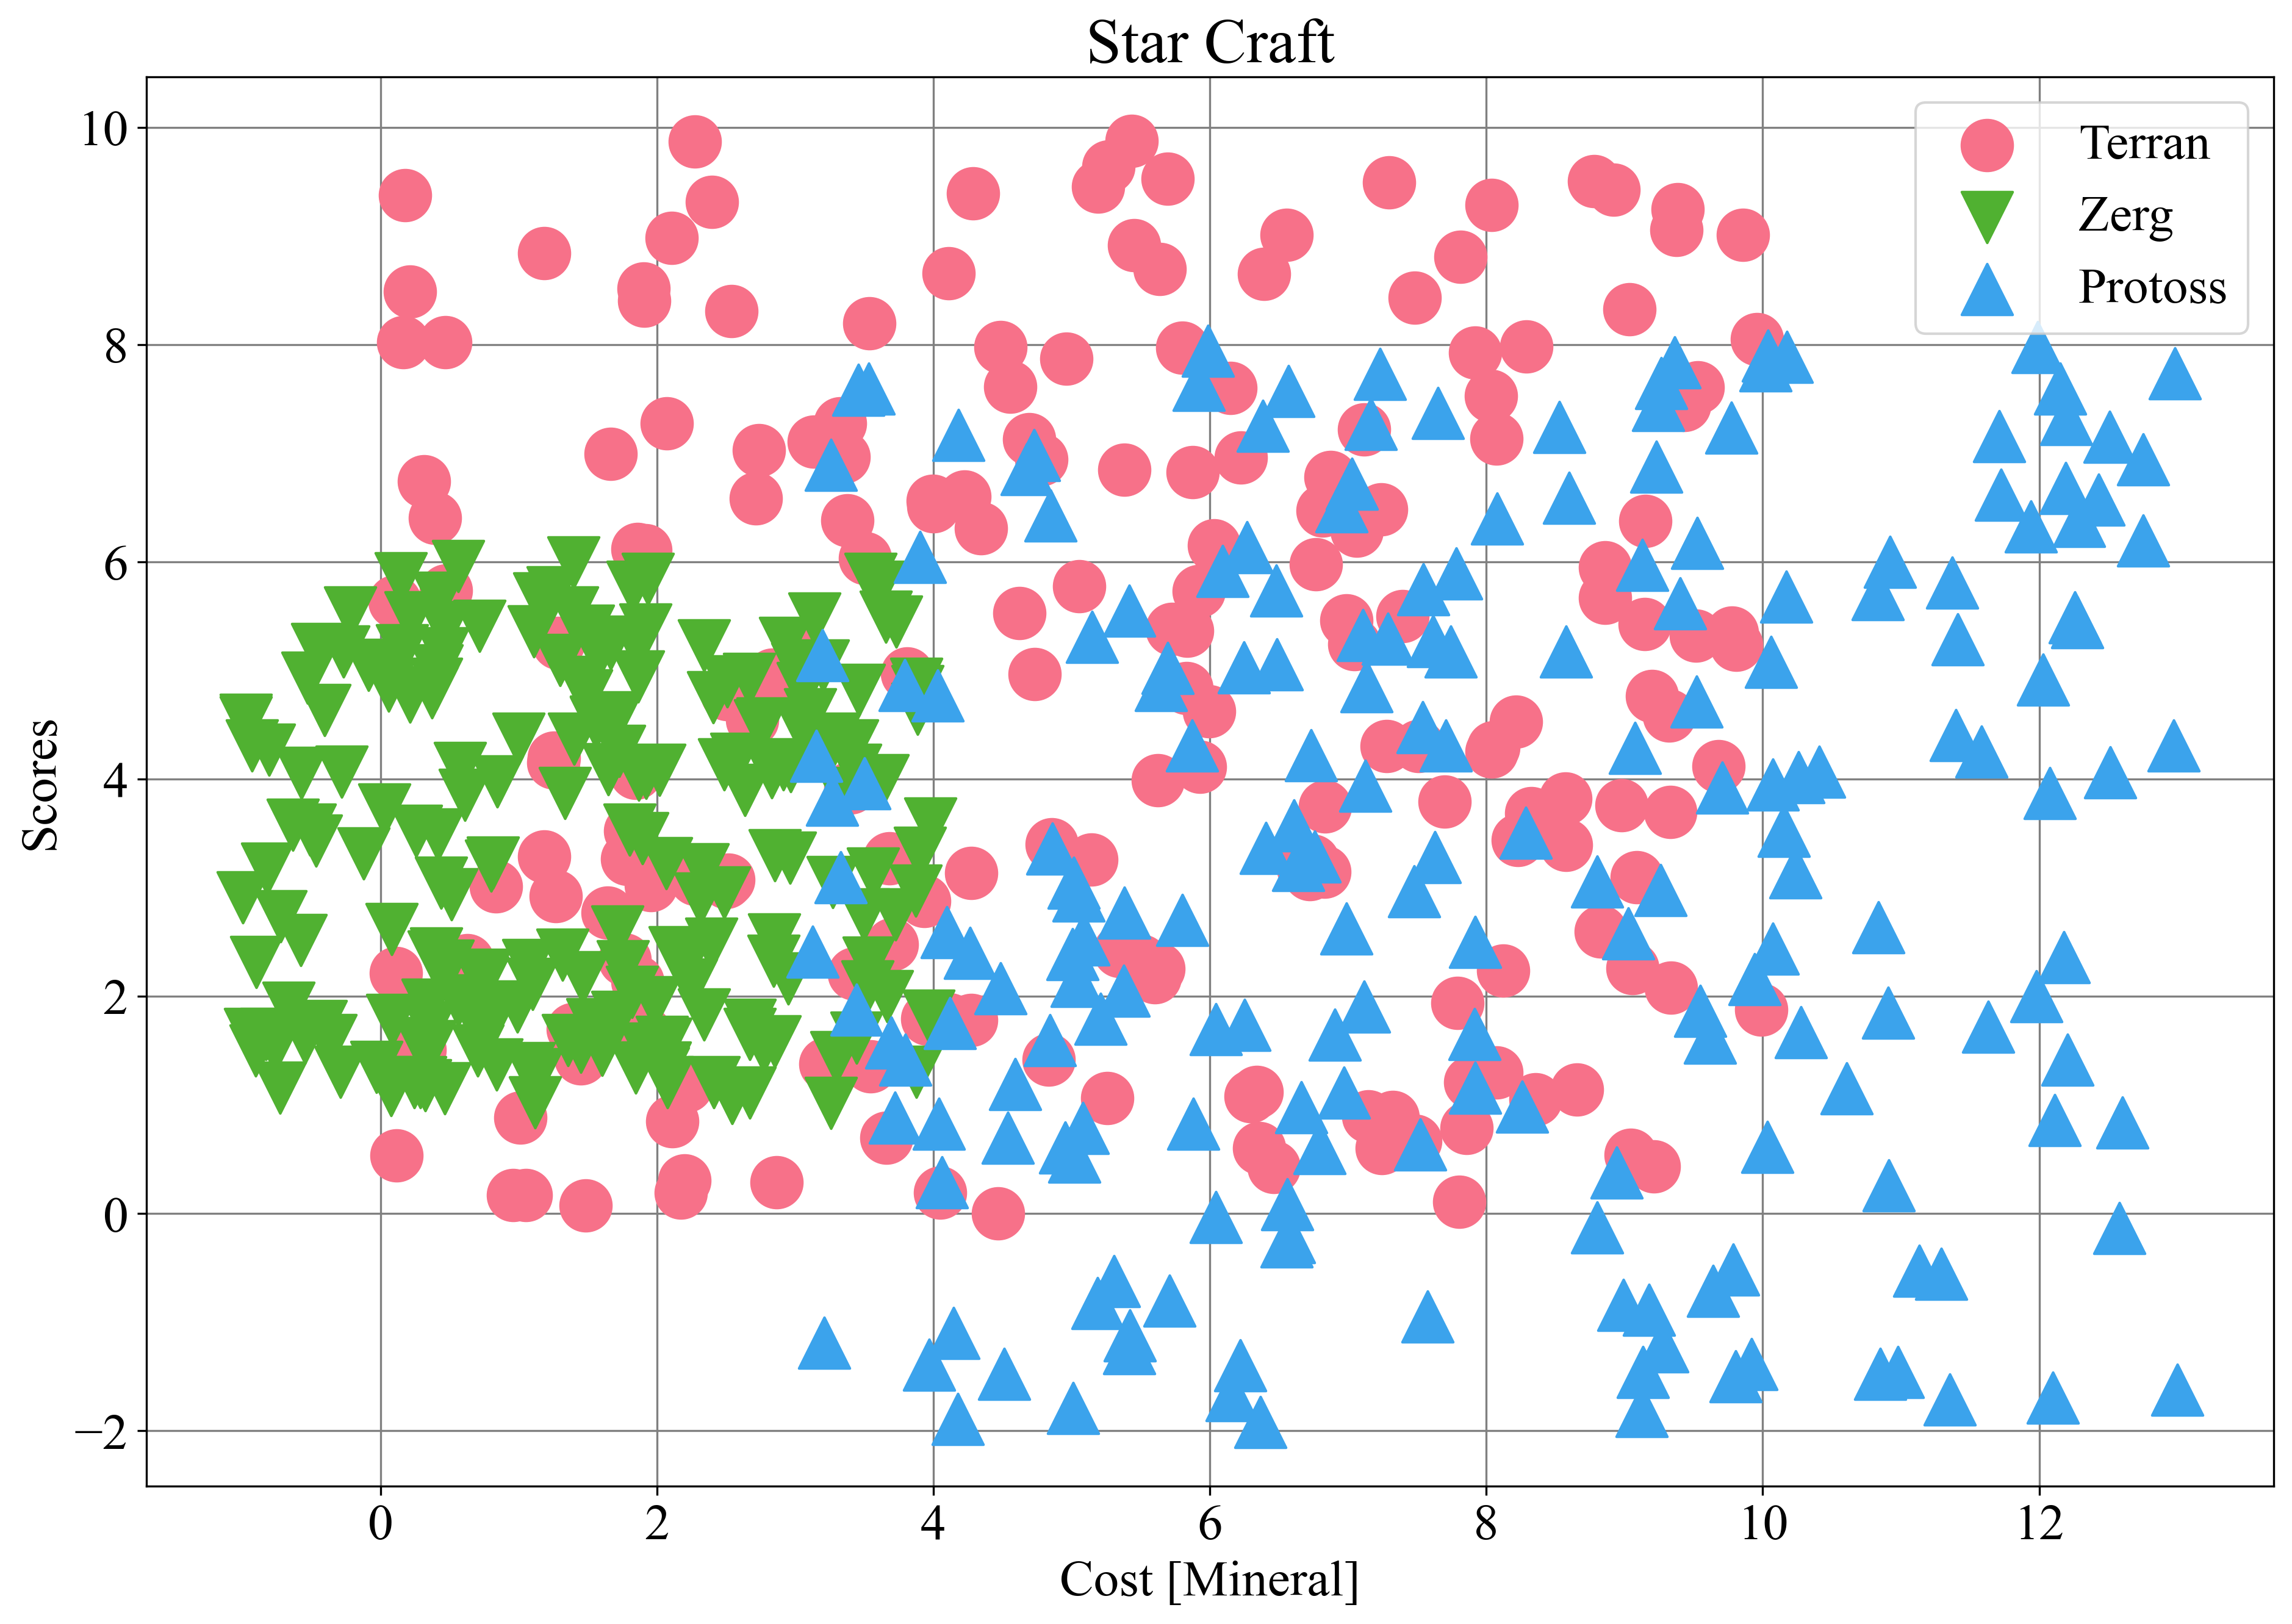 Star Craft
Terran
Zerg
Protoss
10
8
6
4
2
0
−2
Scores
0 2 4 6 8 10 12
Cost [Mineral]